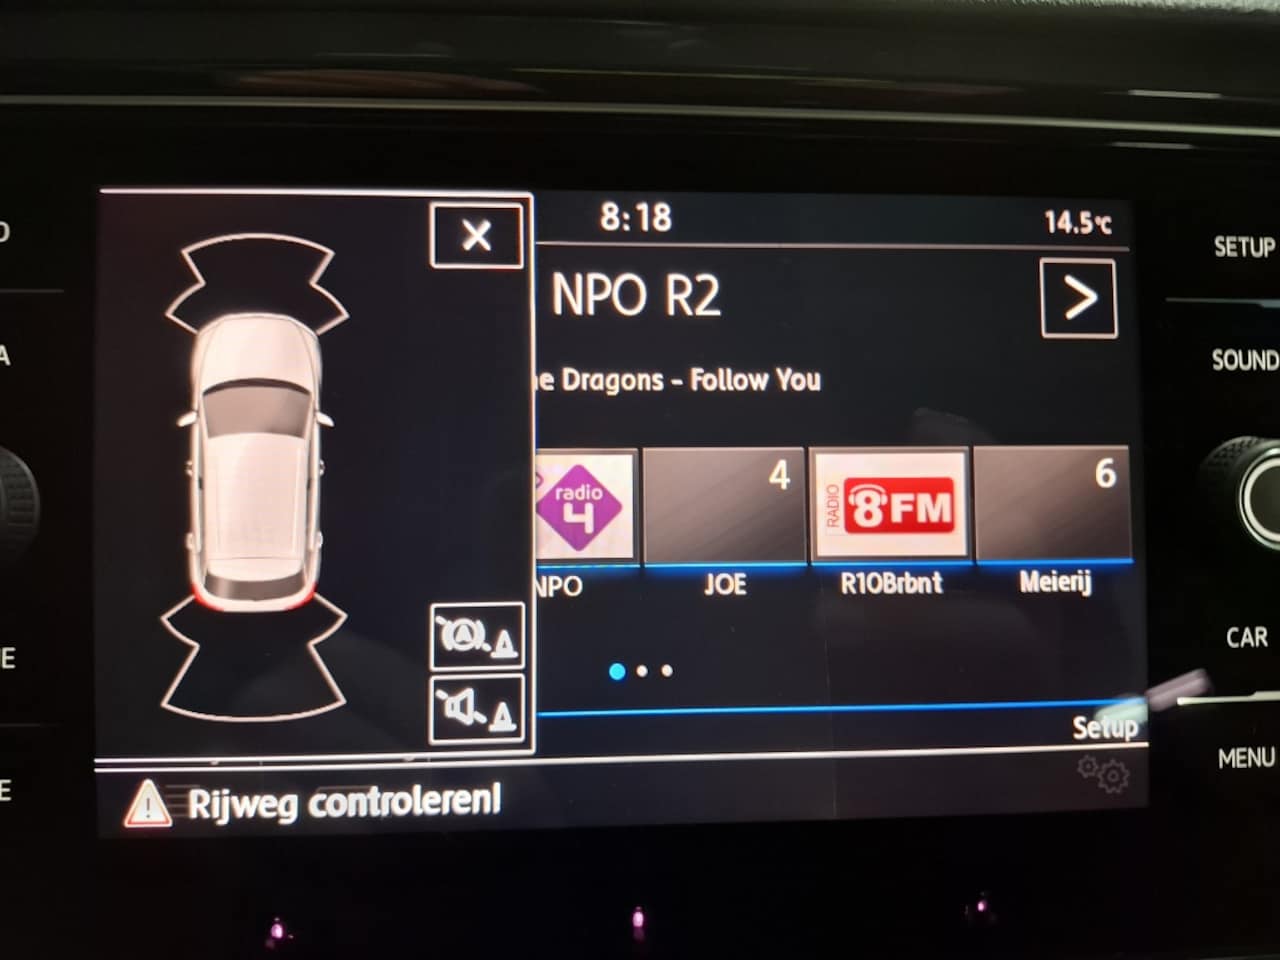 8:18
14.5°C
SETUP
NPO R2
SOUND
Dragons - Follow You
radio
4
4
RADIO
8FM
6
NPO
JOE
R10Brbnt
Meierij
CAR
A
Setup
MENU
Rijweg controleren!